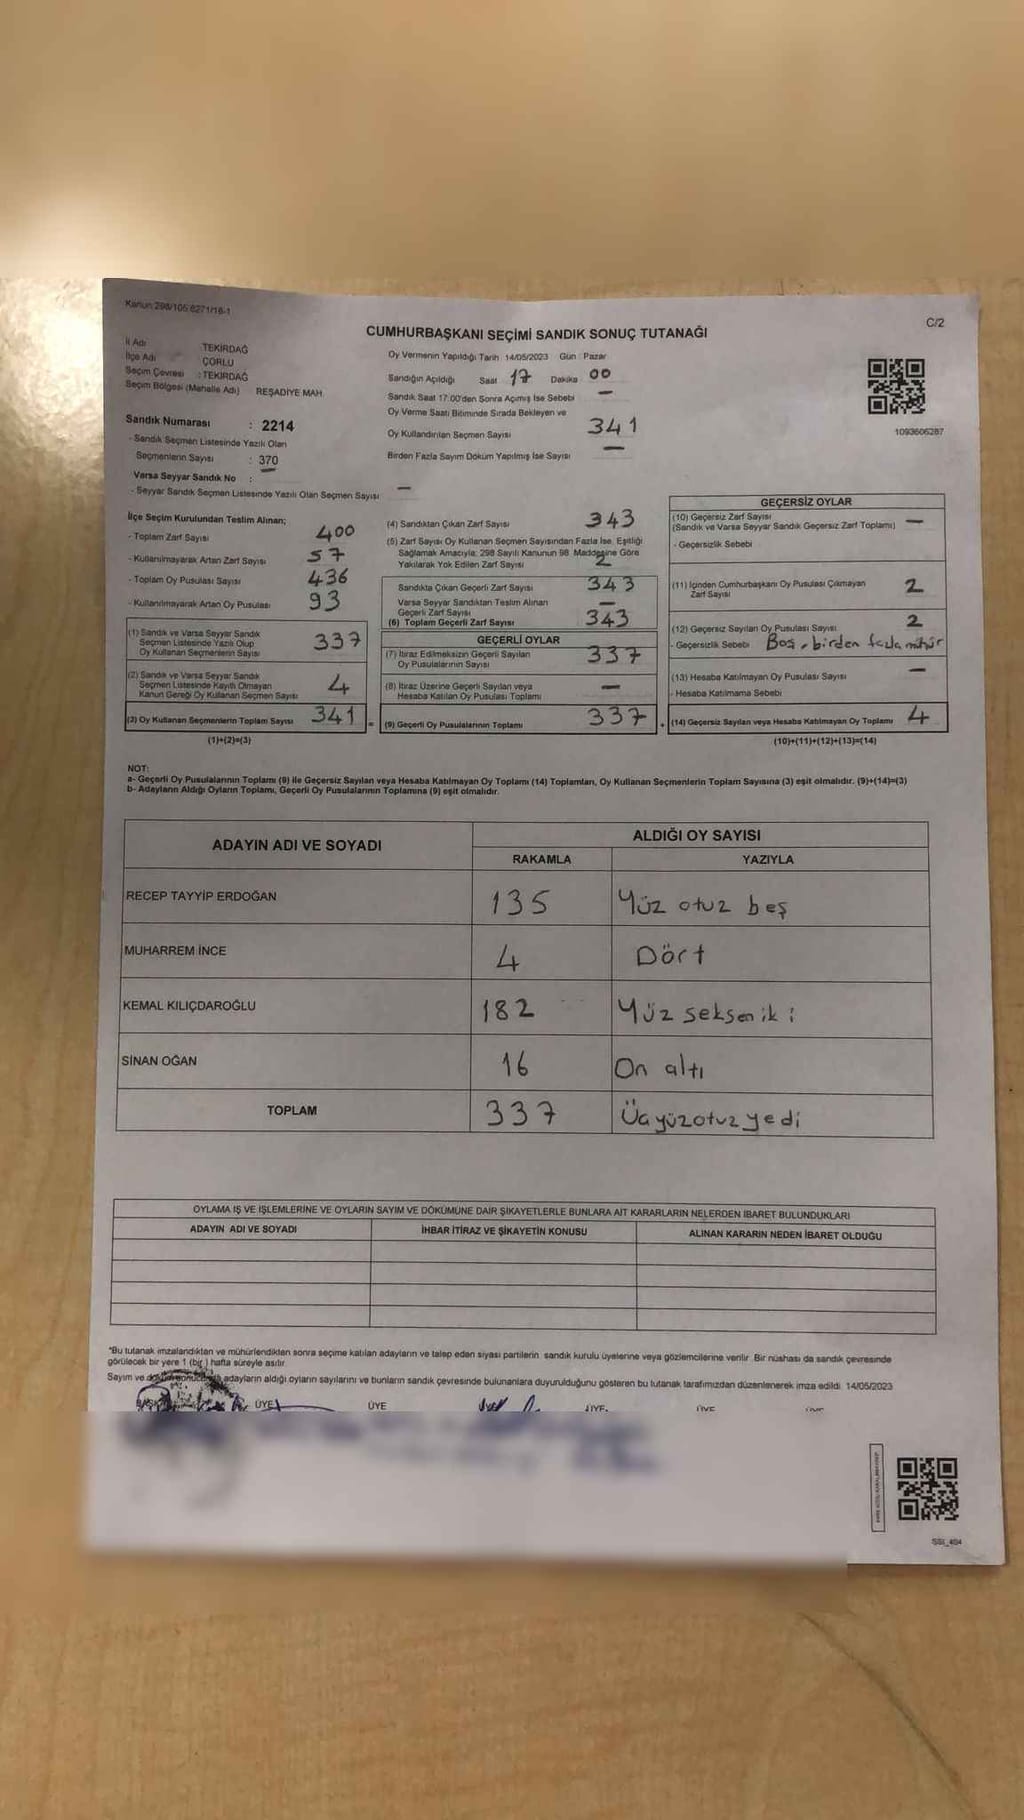 Kanun:298/105;6271/16-1
CUMHURBAŞKANI SEÇİMİ SANDIK SONUÇ TUTANAĞI
C/2
İl Adı TEKİRDAĞ
İlçe Adı ÇORLU
Seçim Çevresi : TEKİRDAĞ
Seçim Bölgesi (Mahalle Adı) REŞADİYE MAH
Sandık Numarası : 2214
- Sandık Seçmen Listesinde Yazılı Olan
Seçmenlerin Sayısı : 370
Varsa Seyyar Sandık No : —
- Seyyar Sandık Seçmen Listesinde Yazılı Olan Seçmen Sayısı —
Oy Vermenin Yapıldığı Tarih 14/05/2023 Gün Pazar
Sandığın Açıldığı Saat 17 Dakika 00
Sandık Saat 17:00'den Sonra Açımış İse Sebebi —
Oy Verme Saati Bitiminde Sırada Bekleyen ve
Oy Kullandırılan Seçmen Sayısı 341
Birden Fazla Sayım Döküm Yapılmış İse Sayısı —
1093606287
İlçe Seçim Kurulundan Teslim Alınan;
- Toplam Zarf Sayısı 400
- Kullanılmayarak Artan Zarf Sayısı 57
- Toplam Oy Pusulası Sayısı 436
- Kullanılmayarak Artan Oy Pusulası 93
(1) Sandık ve Varsa Seyyar Sandık
Seçmen Listesinde Yazılı Olup
Oy Kullanan Seçmenlerin Sayısı 337
(2) Sandık ve Varsa Seyyar Sandık
Seçmen Listesinde Kayıtlı Olmayan
Kanun Gereği Oy Kullanan Seçmen Sayısı 4
(3) Oy Kullanan Seçmenlerin Toplam Sayısı 341 =
(1)+(2)=(3)
(4) Sandıktan Çıkan Zarf Sayısı 343
(5) Zarf Sayısı Oy Kullanan Seçmen Sayısından Fazla İse, Eşitliği
Sağlamak Amacıyla; 298 Sayılı Kanunun 98. Maddesine Göre
Yakılarak Yok Edilen Zarf Sayısı 2
Sandıkta Çıkan Geçerli Zarf Sayısı 343
Varsa Seyyar Sandıktan Teslim Alınan
Geçerli Zarf Sayısı —
(6) Toplam Geçerli Zarf Sayısı 343
GEÇERLİ OYLAR
(7) İtiraz Edilmeksizin Geçerli Sayılan
Oy Pusulalarının Sayısı 337
(8) İtiraz Üzerine Geçerli Sayılan veya
Hesaba Katılan Oy Pusulası Toplamı —
(9) Geçerli Oy Pusulalarının Toplamı 337 +
GEÇERSİZ OYLAR
(10) Geçersiz Zarf Sayısı
(Sandık ve Varsa Seyyar Sandık Geçersiz Zarf Toplamı) —
- Geçersizlik Sebebi
(11) İçinden Cumhurbaşkanı Oy Pusulası Çıkmayan
Zarf Sayısı 2
(12) Geçersiz Sayılan Oy Pusulası Sayısı 2
- Geçersizlik Sebebi Boş, birden fazla mühür
(13) Hesaba Katılmayan Oy Pusulası Sayısı —
- Hesaba Katılmama Sebebi
(14) Geçersiz Sayılan veya Hesaba Katılmayan Oy Toplamı 4
(10)+(11)+(12)+(13)=(14)
NOT:
a- Geçerli Oy Pusulalarının Toplamı (9) ile Geçersiz Sayılan veya Hesaba Katılmayan Oy Toplamı (14) Toplamları, Oy Kullanan Seçmenlerin Toplam Sayısına (3) eşit olmalıdır. (9)+(14)=(3)
b- Adayların Aldığı Oyların Toplamı, Geçerli Oy Pusulalarının Toplamına (9) eşit olmalıdır.
ADAYIN ADI VE SOYADI ALDIĞI OY SAYISI
RAKAMLA YAZIYLA
RECEP TAYYİP ERDOĞAN 135 Yüz otuz beş
MUHARREM İNCE 4 Dört
KEMAL KILIÇDAROĞLU 182 Yüz seksen iki
SİNAN OĞAN 16 On altı
TOPLAM 337 Üçyüzotuzyedi
OYLAMA İŞ VE İŞLEMLERİNE VE OYLARIN SAYIM VE DÖKÜMÜNE DAİR ŞİKAYETLERLE BUNLARA AİT KARARLARIN NELERDEN İBARET BULUNDUKLARI
ADAYIN ADI VE SOYADI İHBAR İTİRAZ VE ŞİKAYETİN KONUSU ALINAN KARARIN NEDEN İBARET OLDUĞU
*Bu tutanak imzalandıktan ve mühürlendikten sonra seçime katılan adayların ve talep eden siyasi partilerin sandık kurulu üyelerine veya gözlemcilerine verilir. Bir nüshası da sandık çevresinde
görülecek bir yere 1 (bir) hafta süreyle asılır.
Sayım ve döküm sonucunda adayların aldığı oyların sayılarını ve bunların sandık çevresinde bulunanlara duyurulduğunu gösteren bu tutanak tarafımızdan düzenlenerek imza edildi. 14/05/2023
ÜYE ÜYE ÜYE ÜYE
SSI_404